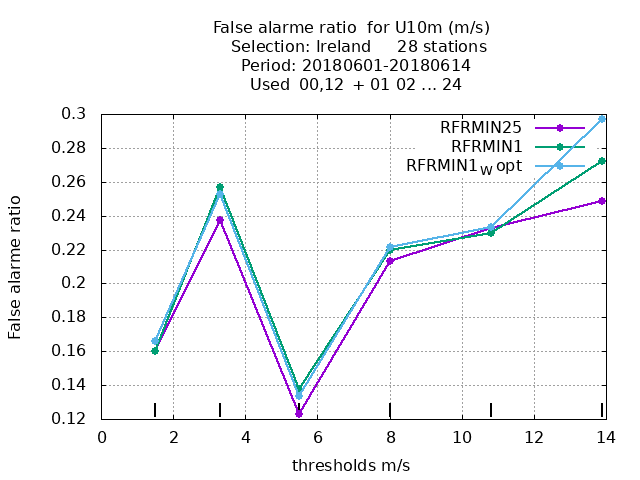 False alarme ratio for U10m (m/s)
Selection: Ireland 28 stations
Period: 20180601-20180614
Used 00,12 + 01 02 ... 24
RFRMIN25
RFRMIN1
RFRMIN1W opt
0.3
0.28
0.26
0.24
0.22
0.2
0.18
0.16
0.14
0.12
False alarme ratio
0 2 4 6 8 10 12 14
thresholds m/s